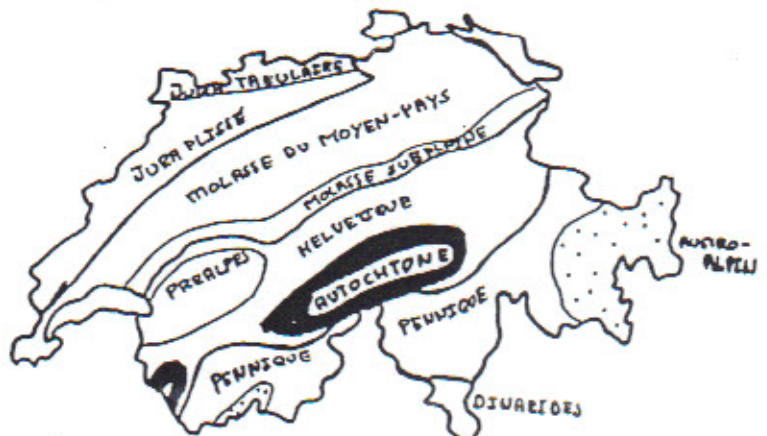 JURA TABULAIRE
JURA PLISSÉ
MOLASSE DU MOYEN-PAYS
MOLASSE SUBALPINE
HELVETIQUE
PREALPES
AUTOCHTONE
AUSTRO-
ALPIN
PENNIQUE
PENNIQUE
DINARIDES